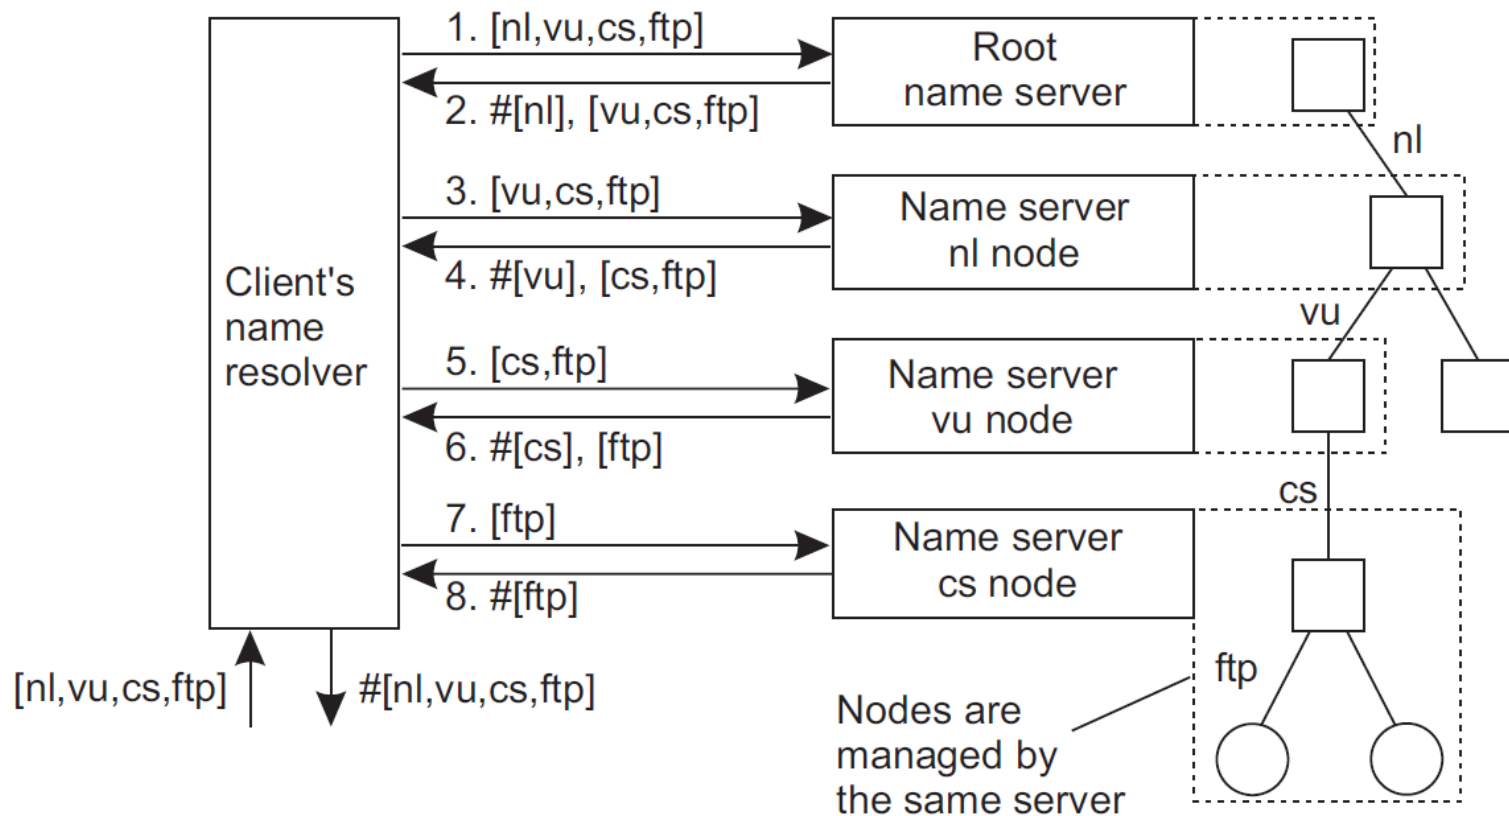 1. [nl,vu,cs,ftp]
Root
name server
2. #[nl], [vu,cs,ftp]
nl
3. [vu,cs,ftp]
Name server
nl node
4. #[vu], [cs,ftp]
Client's
name
resolver
vu
5. [cs,ftp]
Name server
vu node
6. #[cs], [ftp]
cs
7. [ftp]
Name server
cs node
8. #[ftp]
[nl,vu,cs,ftp]
#[nl,vu,cs,ftp]
ftp
Nodes are
managed by
the same server